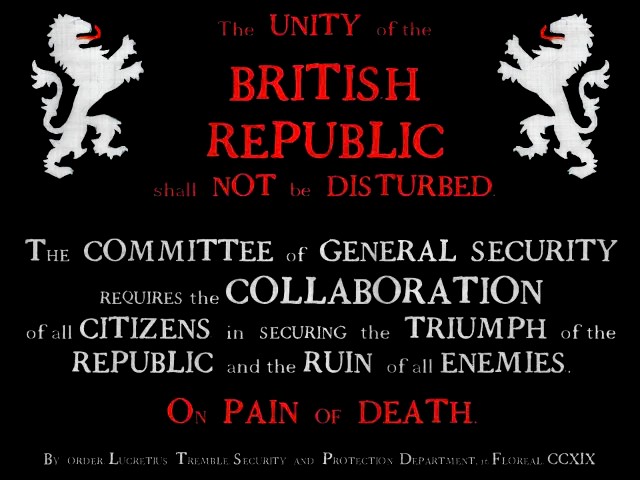 The UNITY of the
BRITISH
REPUBLIC
shall NOT be DISTURBED.
THE COMMITTEE of GENERAL SECURITY
REQUIRES the COLLABORATION
of all CITIZENS in SECURING the TRIUMPH of the
REPUBLIC and the RUIN of all ENEMIES.
ON PAIN OF DEATH.
BY ORDER LUCRETIUS TREMBLE SECURITY AND PROTECTION DEPARTMENT, FLOREAL CCXIX